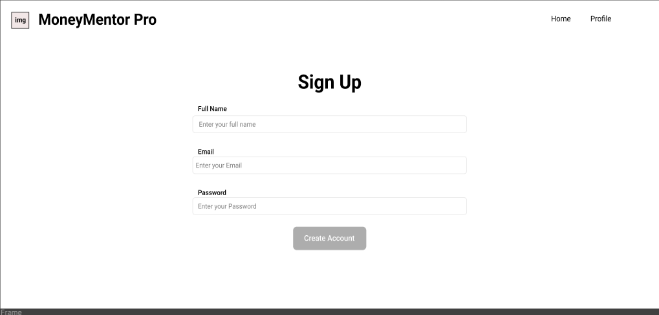 img MoneyMentor Pro Home Profile
Sign Up
Full Name
Enter your full name
Email
Enter your Email
Password
Enter your Password
Create Account
Frame